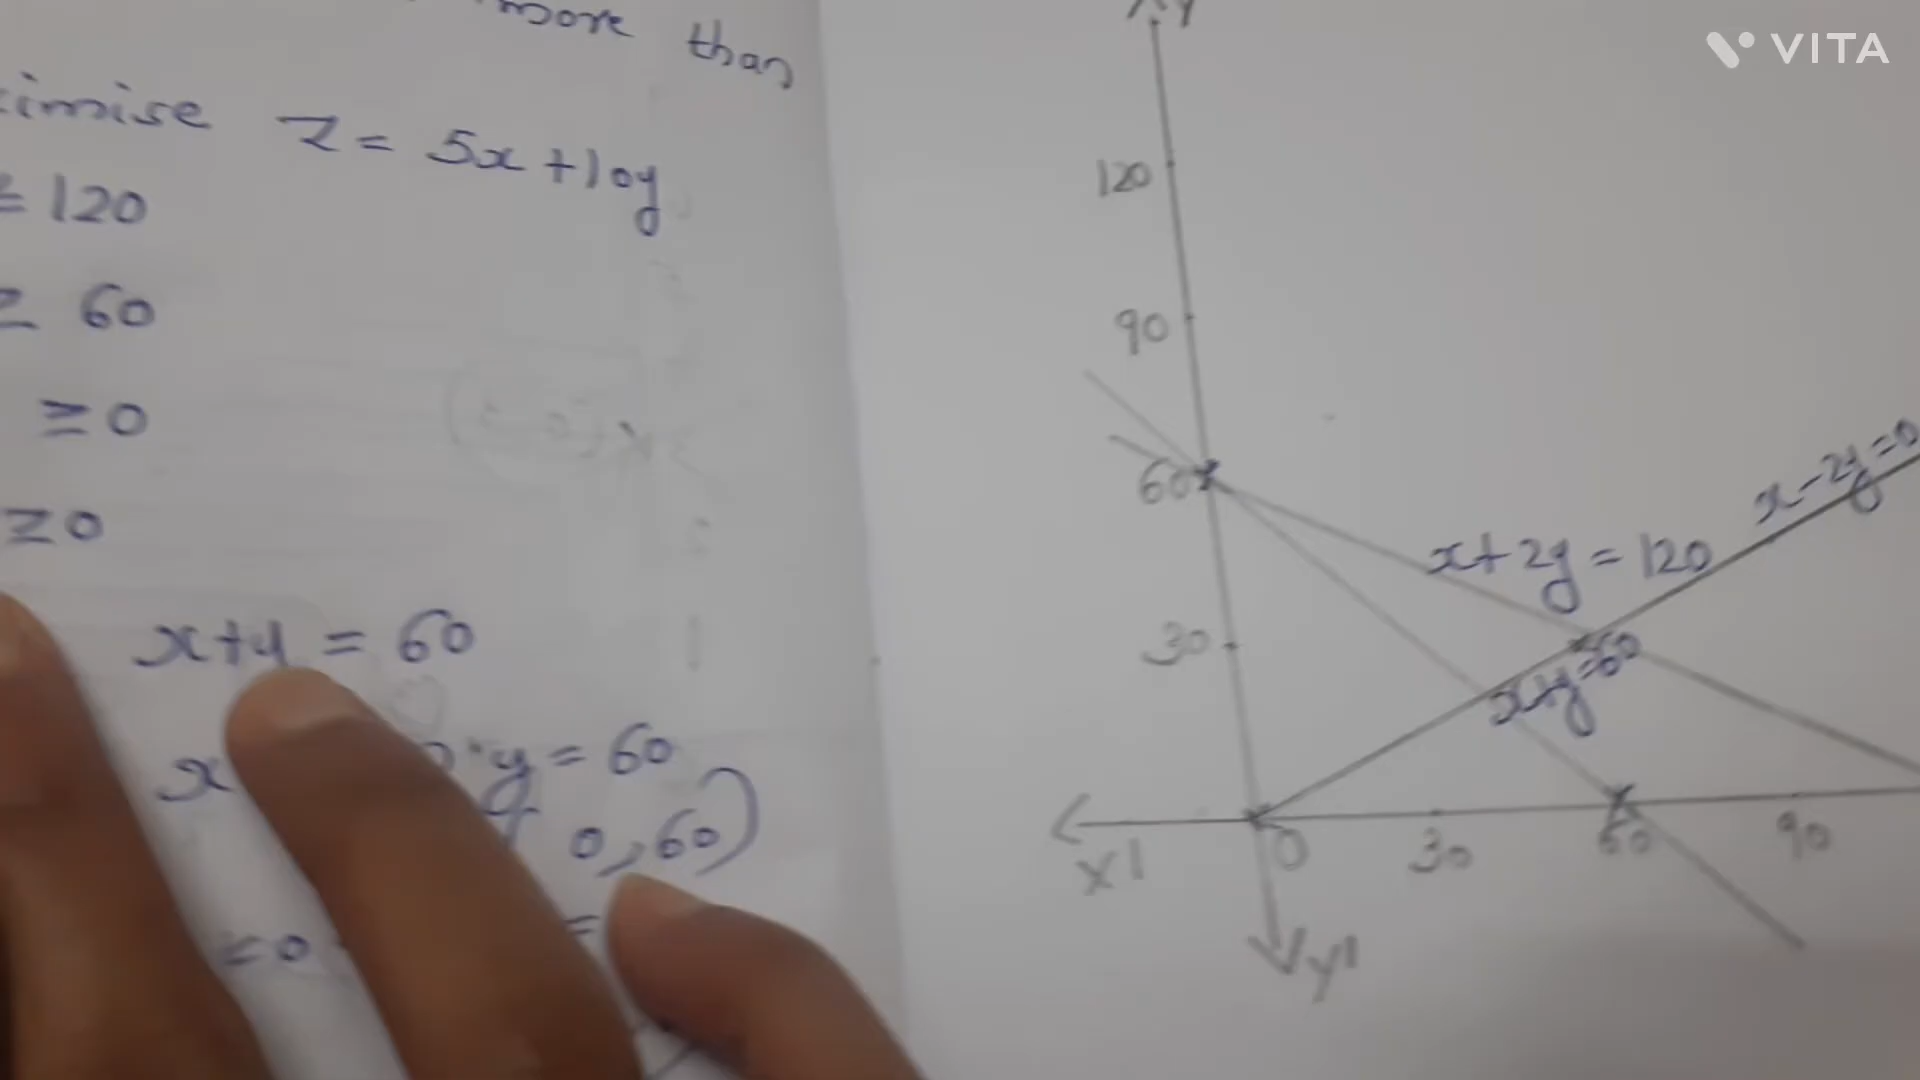 more than
Z = 5x + 10y
120
60
≥ 0
≥ 0
x+y = 60
x
y = 60
0, 60)
= 0
=
Y
120
90
60
30
x - 2y = 0
x + 2y = 120
x+y=60
X'
0
30
60
90
Y'
VITA